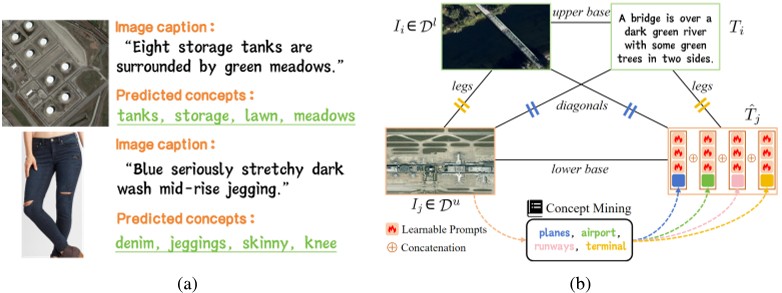 Image caption:
“Eight storage tanks are
surrounded by green meadows.”
Predicted concepts:
tanks, storage, lawn, meadows
Image caption:
“Blue seriously stretchy dark
wash mid-rise jegging.”
Predicted concepts:
denim, jeggings, skinny, knee
(a)
I_i ∈ D^l
upper base
A bridge is over a
dark green river
with some green
trees in two sides.
T_i
legs
diagonals
legs
T̂_j
lower base
I_j ∈ D^u
Concept Mining
planes, airport,
runways, terminal
Learnable Prompts
Concatenation
(b)